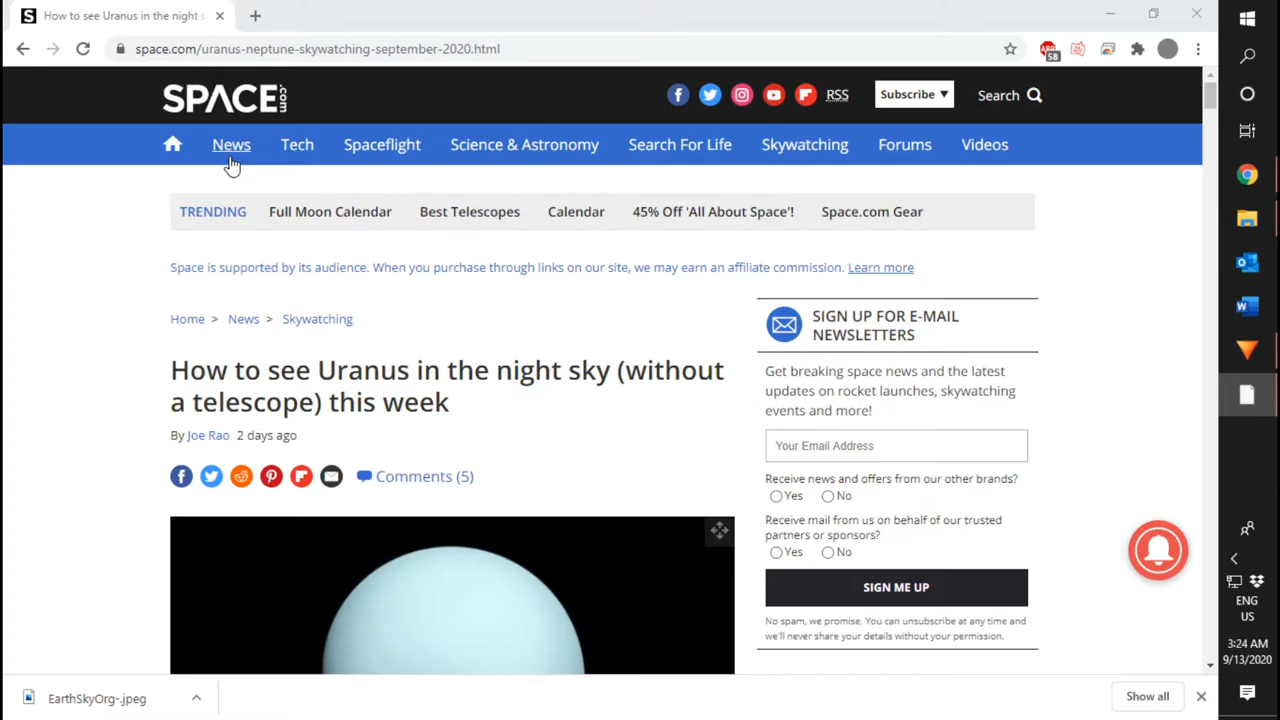 How to see Uranus in the night s
space.com/uranus-neptune-skywatching-september-2020.html
58
SPACE.com
RSS
Subscribe ▼
Search
News Tech Spaceflight Science & Astronomy Search For Life Skywatching Forums Videos
TRENDING Full Moon Calendar Best Telescopes Calendar 45% Off 'All About Space'! Space.com Gear
Space is supported by its audience. When you purchase through links on our site, we may earn an affiliate commission. Learn more
Home > News > Skywatching
How to see Uranus in the night sky (without
a telescope) this week
By Joe Rao 2 days ago
Comments (5)
SIGN UP FOR E-MAIL
NEWSLETTERS
Get breaking space news and the latest
updates on rocket launches, skywatching
events and more!
Your Email Address
Receive news and offers from our other brands?
Yes No
Receive mail from us on behalf of our trusted
partners or sponsors?
Yes No
SIGN ME UP
No spam, we promise. You can unsubscribe at any time and
we'll never share your details without your permission.
EarthSkyOrg-.jpeg
Show all
ENG
US
3:24 AM
9/13/2020